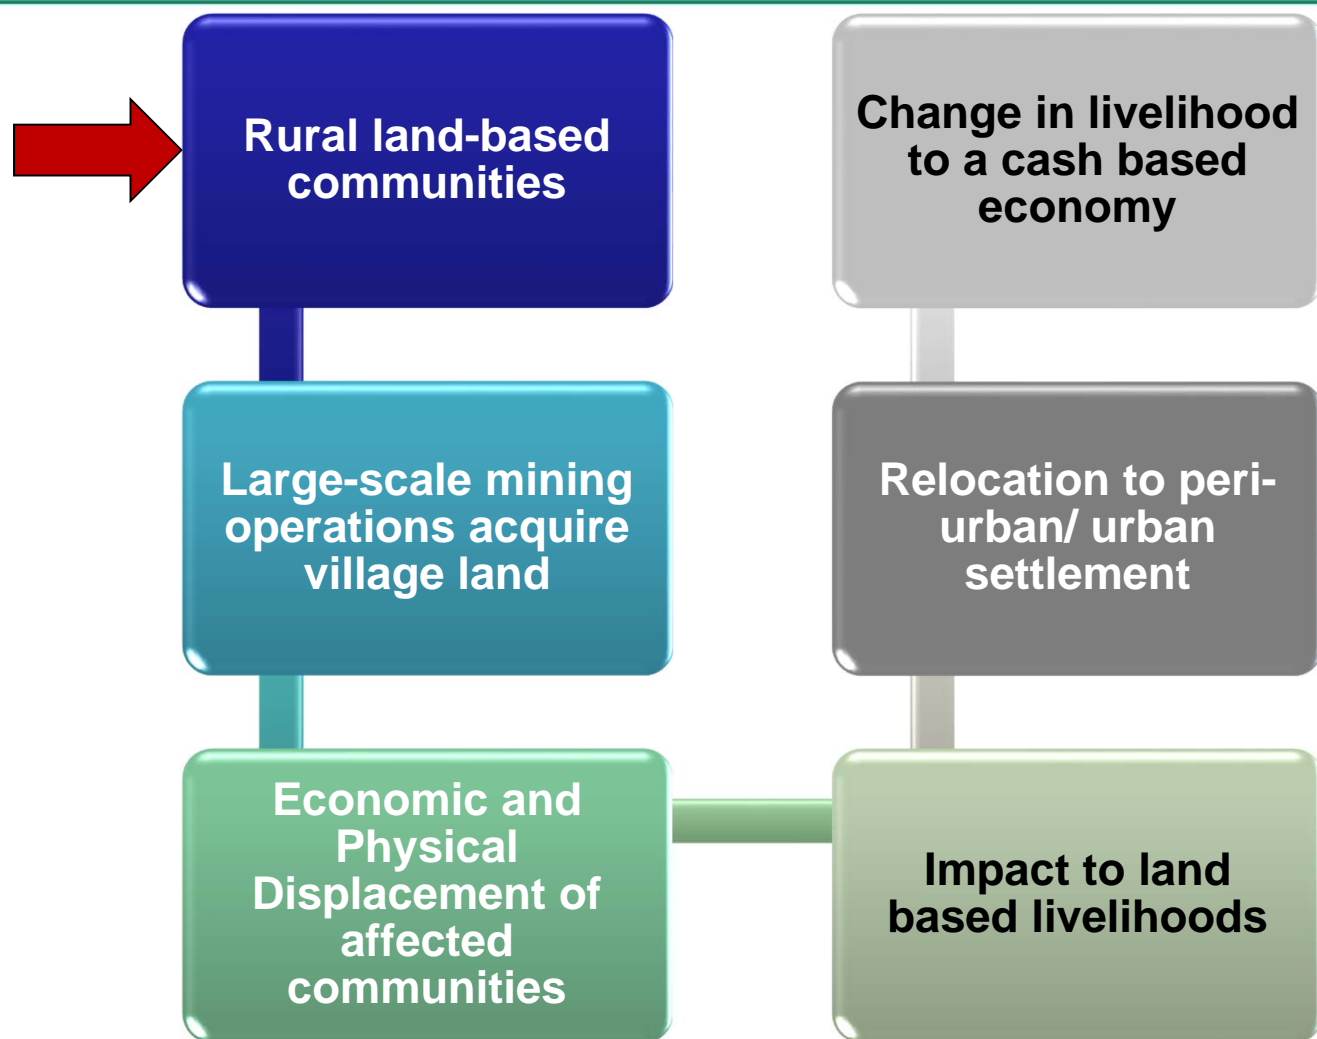 Rural land-based
communities
Large-scale mining
operations acquire
village land
Economic and
Physical
Displacement of
affected
communities
Impact to land
based livelihoods
Relocation to peri-
urban/ urban
settlement
Change in livelihood
to a cash based
economy